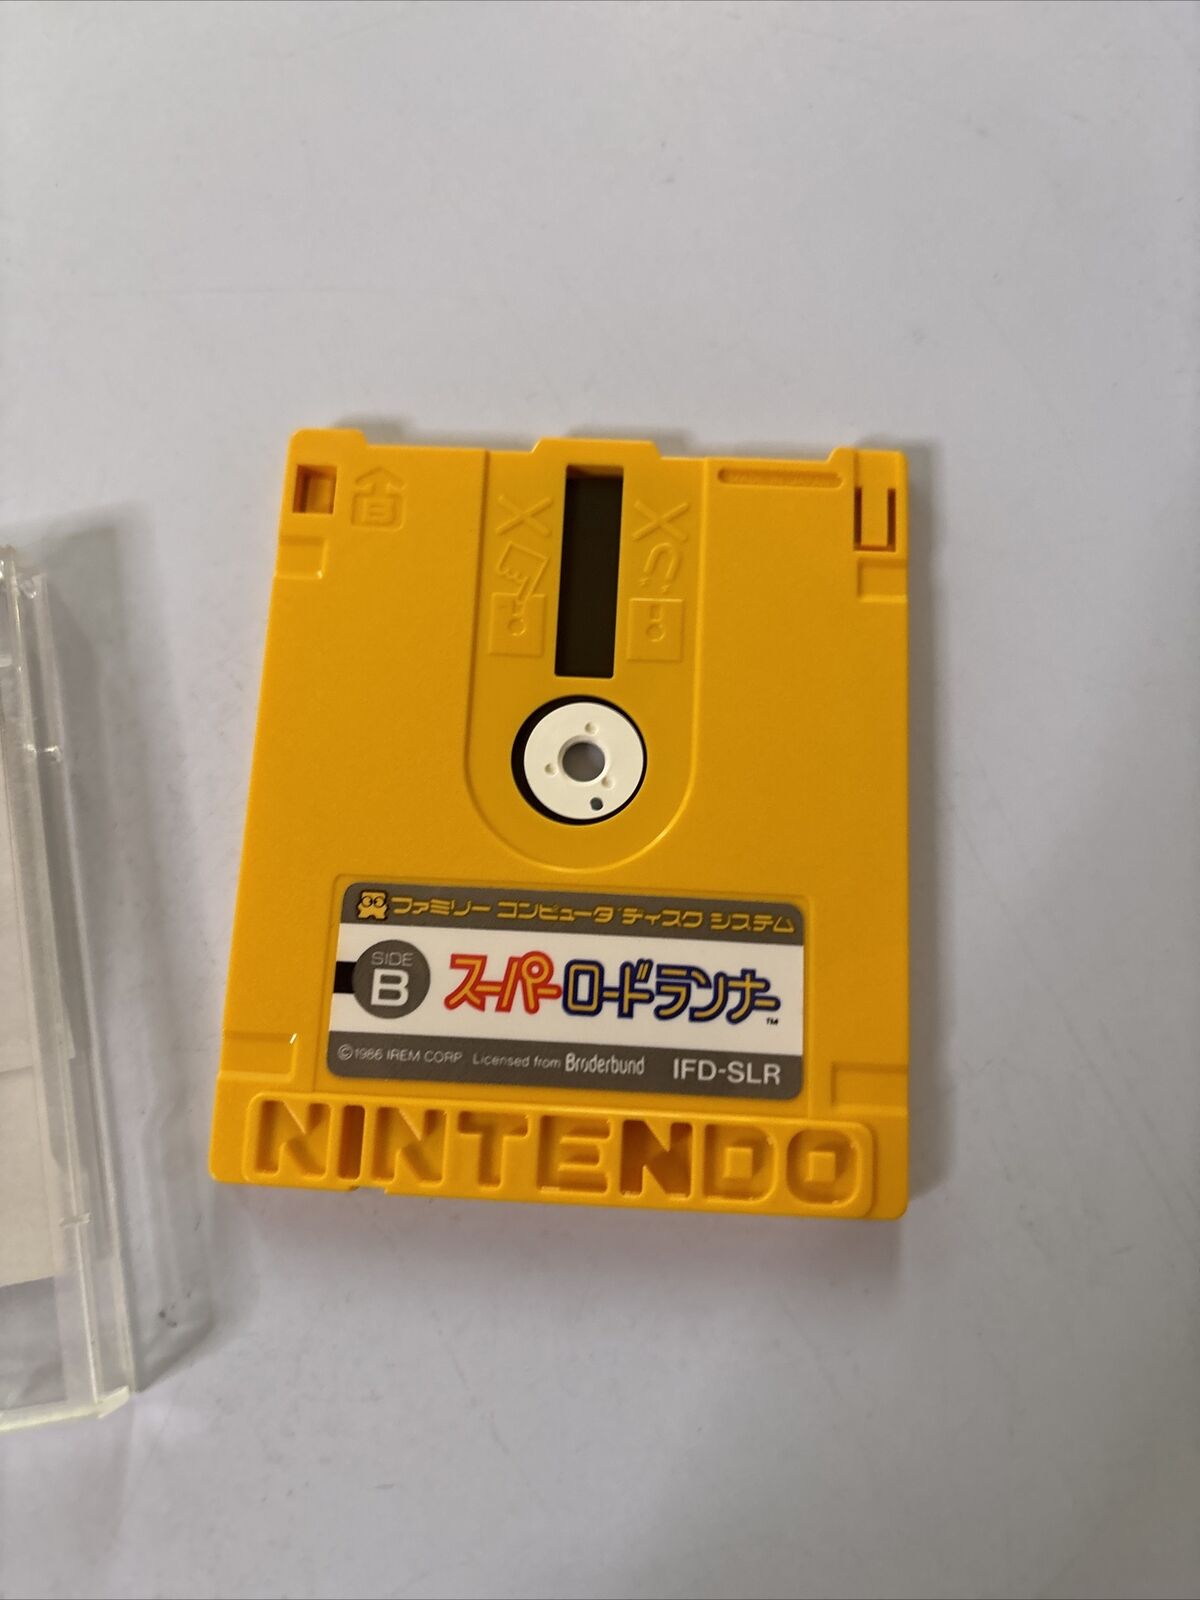 B
ファミリー コンピュータ ディスク システム
SIDE B
スーパーロードランナー™
©1986 IREM CORP. Licensed from Brøderbund IFD-SLR
NINTENDO